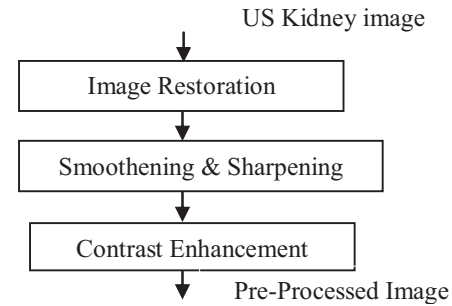 US Kidney image
Image Restoration
Smoothening & Sharpening
Contrast Enhancement
Pre-Processed Image